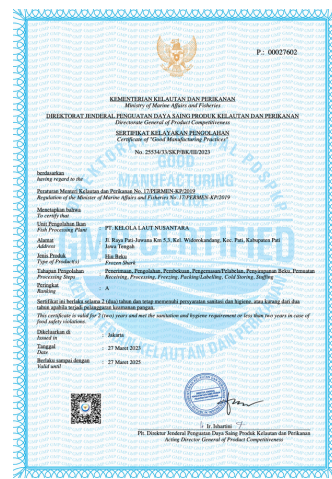 P.: 00027602
KEMENTERIAN KELAUTAN DAN PERIKANAN
Ministry of Marine Affairs and Fisheries
DIREKTORAT JENDERAL PENGUATAN DAYA SAING PRODUK KELAUTAN DAN PERIKANAN
Directorate General of Product Competitiveness
SERTIFIKAT KELAYAKAN PENGOLAHAN
Certificate of "Good Manufacturing Practices"
No. 25534/33/SKP/BK/III/2023
berdasarkan
having regard to the
Peraturan Menteri Kelautan dan Perikanan No. 17/PERMEN-KP/2019
Regulation of the Minister of Marine Affairs and Fisheries No. 17/PERMEN-KP/2019
Menetapkan bahwa
To certify that
Unit Pengolahan Ikan : PT. KELOLA LAUT NUSANTARA
Fish Processing Plant
Alamat : Jl. Raya Pati-Juwana Km 5,3, Kel. Widorokandang, Kec. Pati, Kabupaten Pati
Address Jawa Tengah
Jenis Produk : Hiu Beku
Type of Product(s) Frozen Shark
Tahapan Pengolahan : Penerimaan, Pengolahan, Pembekuan, Pengemasan/Pelabelan, Penyimpanan Beku, Pemuatan
Processing Steps Receiving, Processing, Freezing, Packing/Labelling, Cold Storing, Stuffing
Peringkat : A
Ranking
Sertifikat ini berlaku selama 2 (dua) tahun dan tetap memenuhi persyaratan sanitasi dan higiene, atau kurang dari dua
tahun apabila terjadi pelanggaran keamanan pangan.
This certificate is valid for 2 (two) years and met the sanitation and hygiene requirement or less than two years in case of
food safety violations.
Dikeluarkan di : Jakarta
Issued in
Tanggal : 27 Maret 2023
Date
Berlaku sampai dengan : 27 Maret 2025
Valid until
Ir. Ishartini
Plt. Direktur Jenderal Penguatan Daya Saing Produk Kelautan dan Perikanan
Acting Director General of Product Competitiveness
GOOD
MANUFACTURING
GMP CERTIFIED